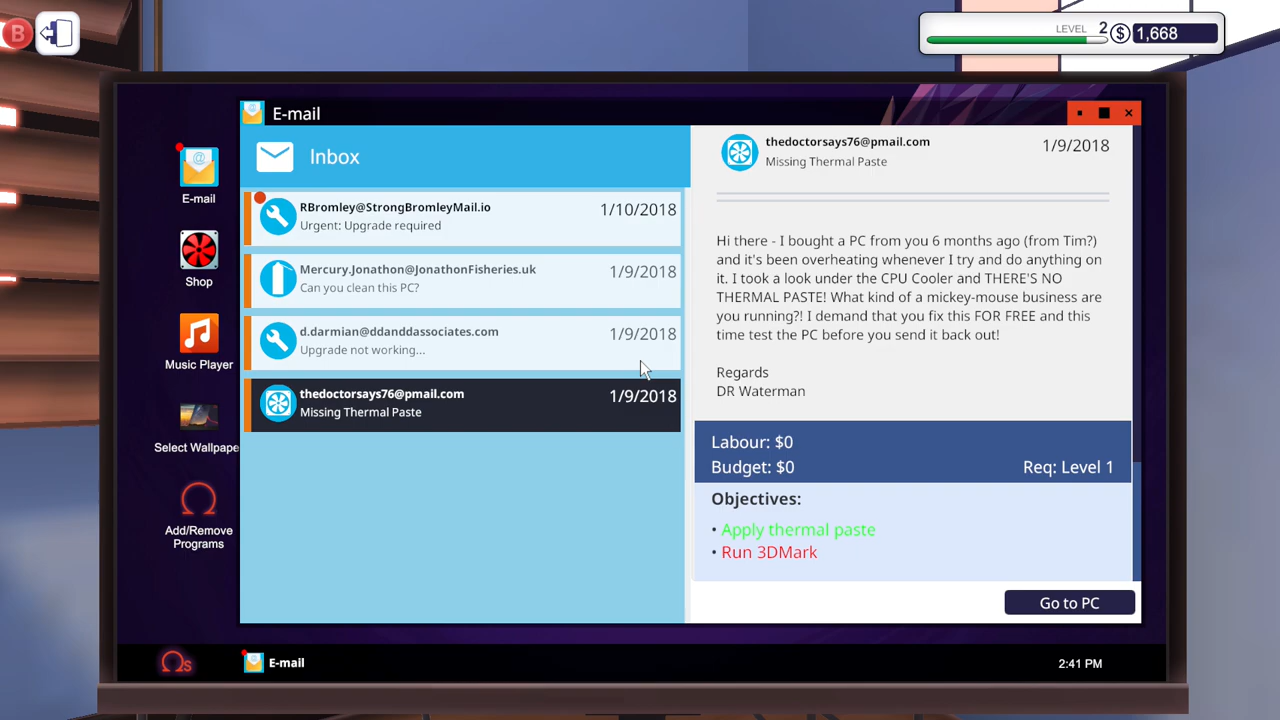 B
LEVEL 2 $ 1,668
E-mail
Inbox
RBromley@StrongBromleyMail.io
1/10/2018
Urgent: Upgrade required
Mercury.Jonathon@JonathonFisheries.uk
1/9/2018
Can you clean this PC?
d.darmian@ddanddassociates.com
1/9/2018
Upgrade not working...
thedoctorsays76@pmail.com
1/9/2018
Missing Thermal Paste
thedoctorsays76@pmail.com
1/9/2018
Missing Thermal Paste
Hi there - I bought a PC from you 6 months ago (from Tim?)
and it's been overheating whenever I try and do anything on
it. I took a look under the CPU Cooler and THERE'S NO
THERMAL PASTE! What kind of a mickey-mouse business are
you running?! I demand that you fix this FOR FREE and this
time test the PC before you send it back out!
Regards
DR Waterman
Labour: $0
Budget: $0
Req: Level 1
Objectives:
• Apply thermal paste
• Run 3DMark
Go to PC
@
E-mail
Shop
Music Player
Select Wallpape
Ω
Add/Remove
Programs
Ωs
E-mail
2:41 PM